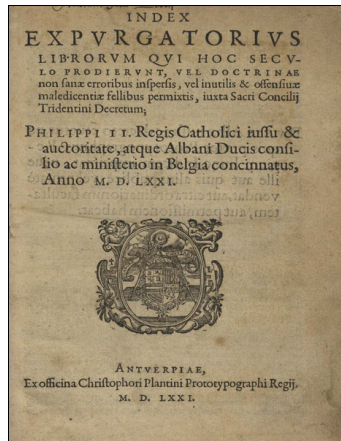 INDEX
EXPVRGATORIVS
LIBRORVM QVI HOC SECV-
LO PRODIERVNT, VEL DOCTRINAE
non sanæ erroribus inspersis, vel inutilis & offensiuæ
maledicentiæ fellibus permixtis, iuxta Sacri Concilij
Tridentini Decretum;
PHILIPPI II. Regis Catholici iussu &
auctoritate, atque Albani Ducis consi-
lio ac ministerio in Belgia concinnatus,
Anno M. D. LXXI.
ANTVERPIAE,
Ex officina Christophori Plantini Prototypographi Regij.
M. D. LXXI.